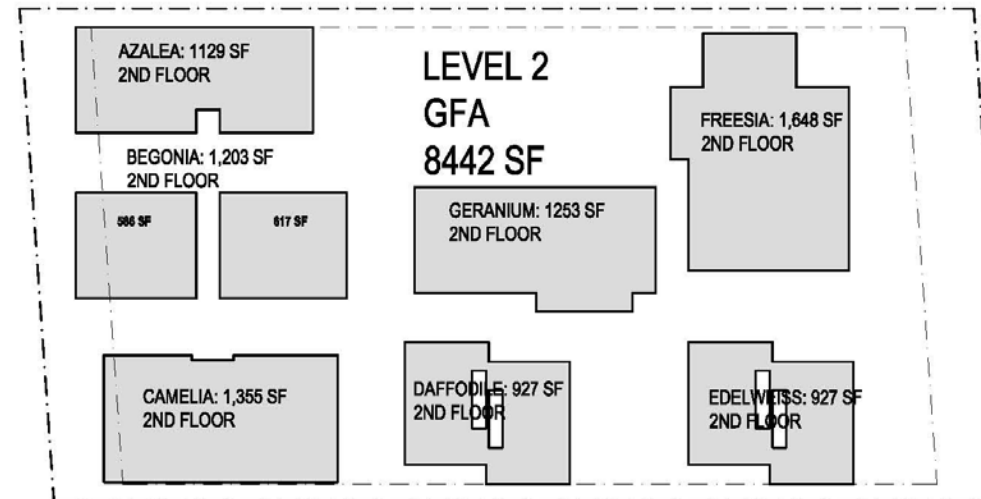 AZALEA: 1129 SF
2ND FLOOR
LEVEL 2
GFA
8442 SF
FREESIA: 1,648 SF
2ND FLOOR
BEGONIA: 1,203 SF
2ND FLOOR
586 SF
617 SF
GERANIUM: 1253 SF
2ND FLOOR
CAMELIA: 1,355 SF
2ND FLOOR
DAFFODILE: 927 SF
2ND FLOOR
EDELWEISS: 927 SF
2ND FLOOR